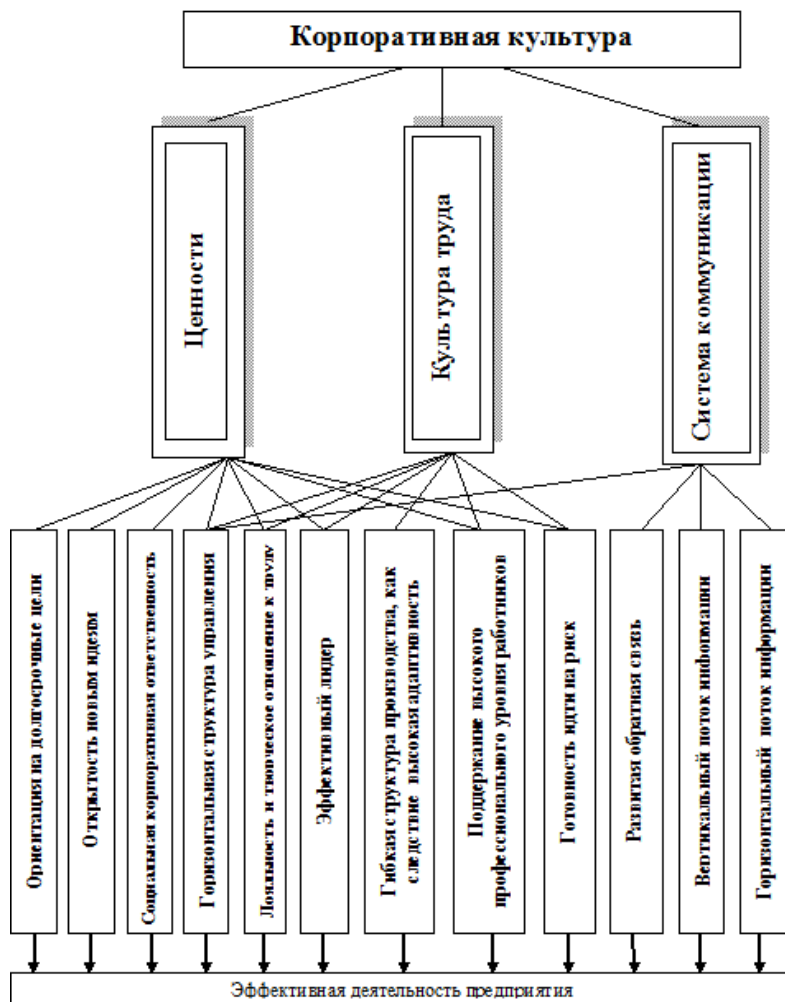 Корпоративная культура
Ценности
Культура труда
Система коммуникации
Ориентация на долгосрочные цели
Открытость новым идеям
Социальная корпоративная ответственность
Горизонтальная структура управления
Лояльность и творческое отношение к труду
Эффективный лидер
Гибкая структура производства, как
следствие высокая адаптивность
Поддержание высокого
профессионального уровня работников
Готовность идти на риск
Развитая обратная связь
Вертикальный поток информации
Горизонтальный поток информации
Эффективная деятельность предприятия